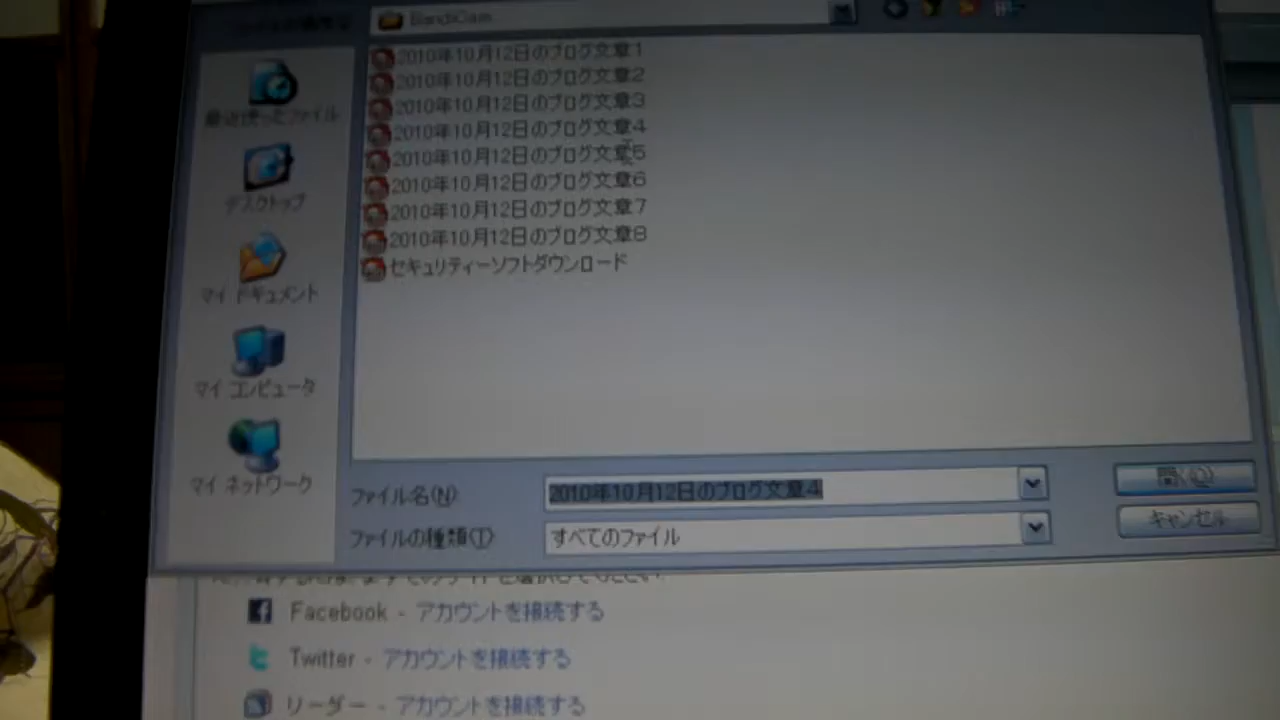 BandiCam
2010年10月12日のブログ文章1
2010年10月12日のブログ文章2
2010年10月12日のブログ文章3
2010年10月12日のブログ文章4
2010年10月12日のブログ文章5
2010年10月12日のブログ文章6
2010年10月12日のブログ文章7
2010年10月12日のブログ文章8
セキュリティーソフトダウンロード
最近使ったファイル
デスクトップ
マイ ドキュメント
マイ コンピュータ
マイ ネットワーク
ファイル名(N)
2010年10月12日のブログ文章4
開く(O)
ファイルの種類(T)
すべてのファイル
キャンセル
Facebook - アカウントを接続する
Twitter - アカウントを接続する
リーダー - アカウントを接続する